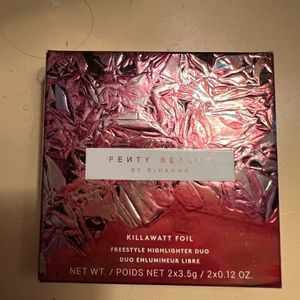 FENTY BEAUTY
BY RIHANNA
KILLAWATT FOIL
FREESTYLE HIGHLIGHTER DUO
DUO ENLUMINEUR LIBRE
NET WT. / POIDS NET 2x3.5g / 2x0.12 OZ.